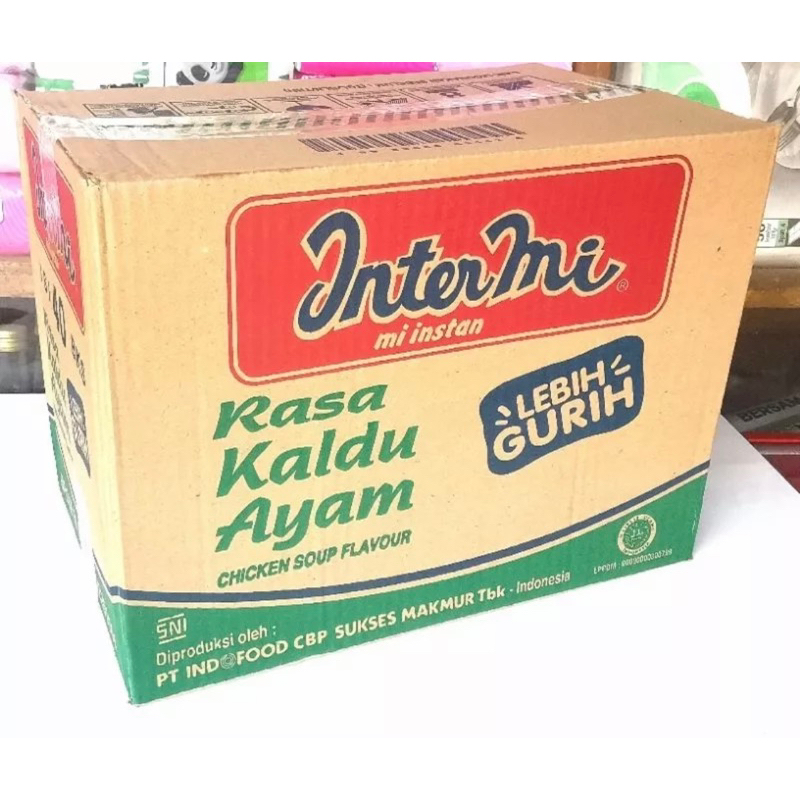 InterMi
mi instan
LEBIH
GURIH
Rasa
Kaldu
Ayam
CHICKEN SOUP FLAVOUR
SNI
Diproduksi oleh :
PT INDOFOOD CBP SUKSES MAKMUR Tbk - Indonesia